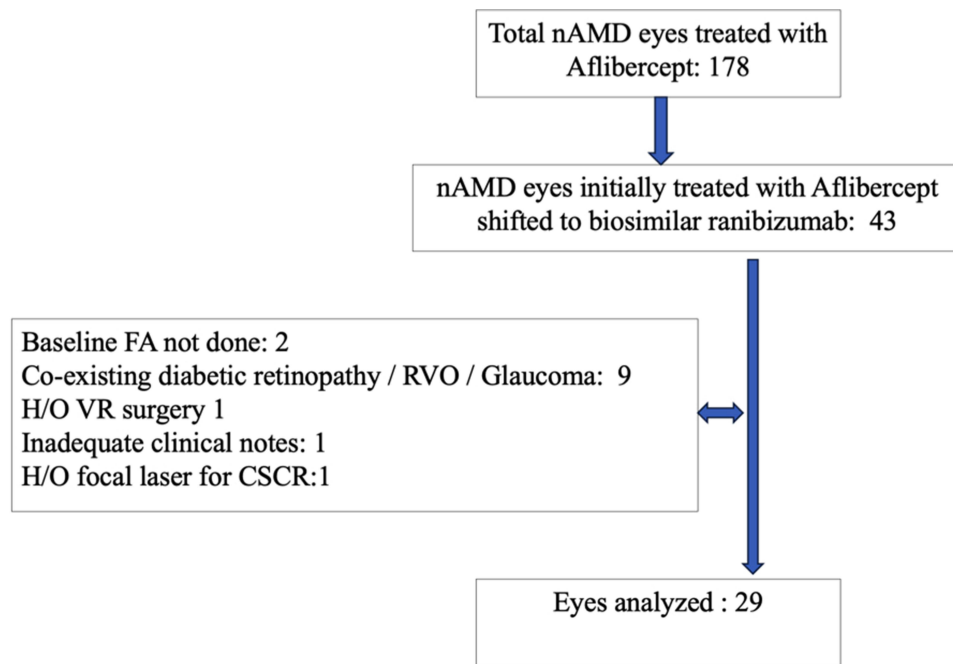 Total nAMD eyes treated with
Aflibercept: 178
nAMD eyes initially treated with Aflibercept
shifted to biosimilar ranibizumab:  43
Baseline FA not done: 2
Co-existing diabetic retinopathy / RVO / Glaucoma:  9
H/O VR surgery 1
Inadequate clinical notes: 1
H/O focal laser for CSCR:1
Eyes analyzed : 29